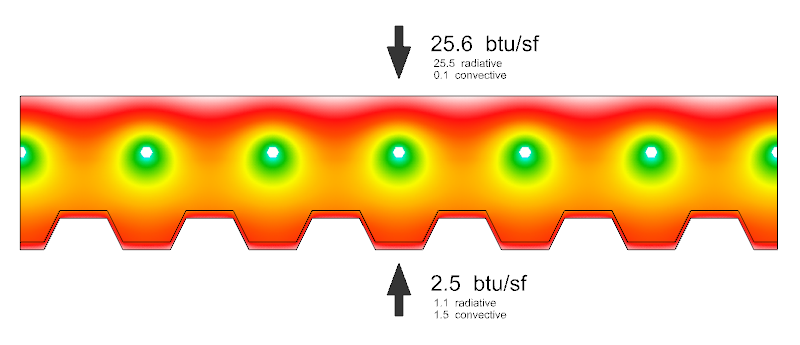 25.6 btu/sf
25.5 radiative
0.1 convective
2.5 btu/sf
1.1 radiative
1.5 convective